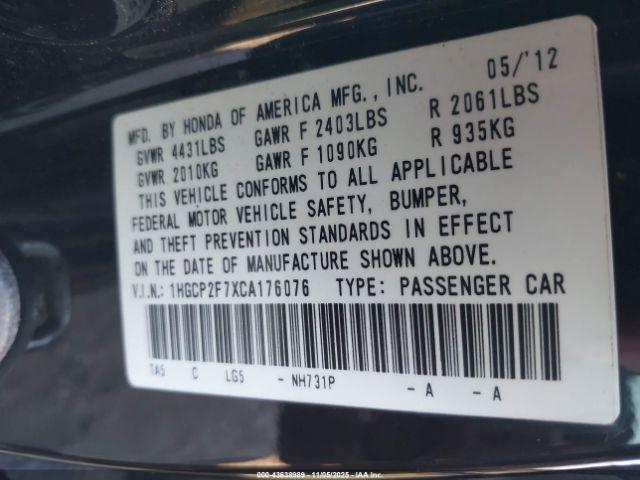 MFD. BY HONDA OF AMERICA MFG., INC. 05/'12
GVWR 4431LBS GAWR F 2403LBS R 2061LBS
GVWR 2010KG GAWR F 1090KG R 935KG
THIS VEHICLE CONFORMS TO ALL APPLICABLE
FEDERAL MOTOR VEHICLE SAFETY, BUMPER,
AND THEFT PREVENTION STANDARDS IN EFFECT
ON THE DATE OF MANUFACTURE SHOWN ABOVE.
V.I.N.: 1HGCP2F7XCA176076 TYPE: PASSENGER CAR
TA5 C LG5 - NH731P - A - A
000-43638989 - 11/05/2025 - IAA Inc.